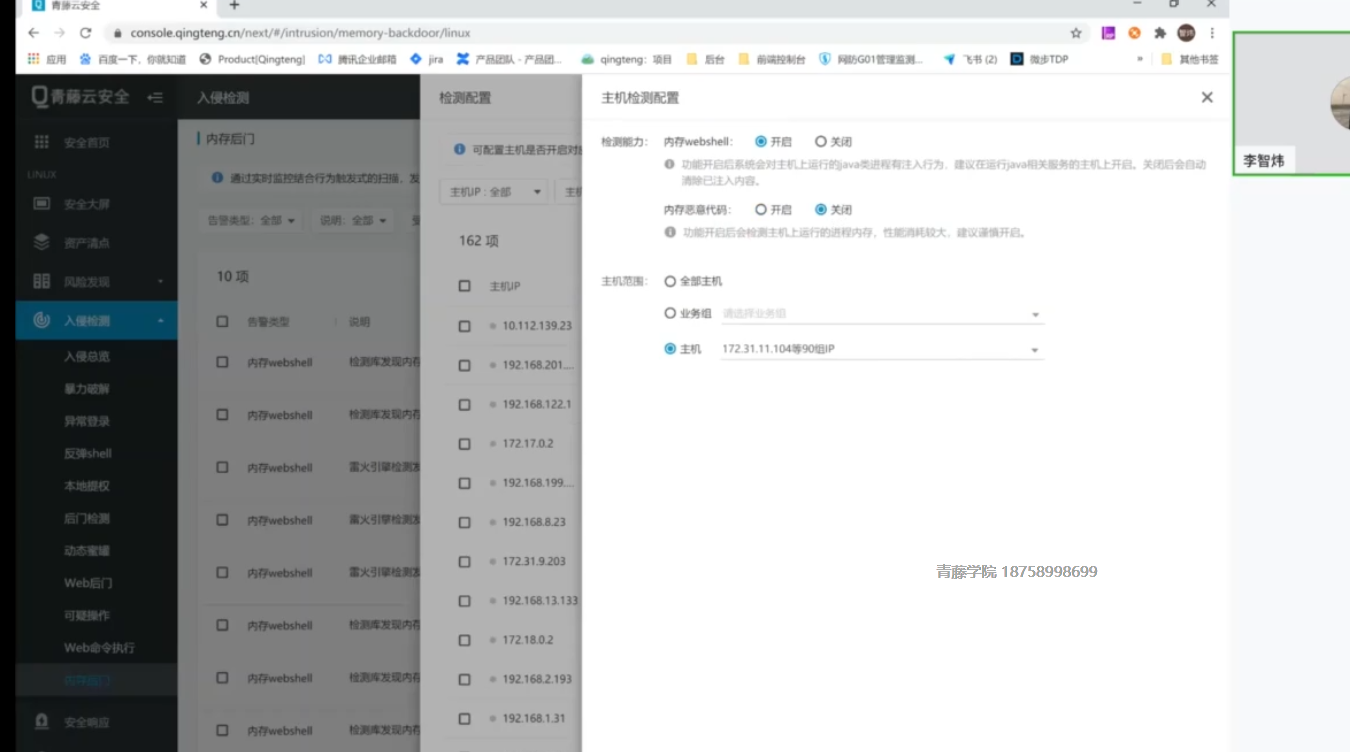 青藤云安全
console.qingteng.cn/next/#/intrusion/memory-backdoor/linux
应用 百度一下，你就知道 Product|Qingteng| 腾讯企业邮箱 jira 产品团队 - 产品团... qingteng：项目 后台 前端控制台 网防G01管理监测... 飞书 (2) 微步TDP » 其他书签
青藤云安全
安全首页
LINUX
安全大屏
资产清点
风险发现
入侵检测
入侵总览
暴力破解
异常登录
反弹shell
本地提权
后门检测
动态蜜罐
Web后门
可疑操作
Web命令执行
内存后门
安全响应
入侵检测
内存后门
通过实时监控结合行为触发式的扫描，发
告警类型：全部 说明：全部
10 项
告警类型 说明
内存webshell 检测库发现内存
内存webshell 检测库发现内存
内存webshell 雷火引擎检测发
内存webshell 雷火引擎检测发
内存webshell 雷火引擎检测发
内存webshell 检测库发现内存
内存webshell 检测库发现内存
内存webshell 检测库发现内存
检测配置
可配置主机是否开启对应
主机IP：全部 主机
162 项
主机IP
10.112.139.23
192.168.201....
192.168.122.1
172.17.0.2
192.168.199....
192.168.8.23
172.31.9.203
192.168.13.133
172.18.0.2
192.168.2.193
192.168.1.31
主机检测配置
检测能力： 内存webshell： 开启 关闭
功能开启后系统会对主机上运行的java类进程有注入行为，建议在运行java相关服务的主机上开启。关闭后会自动
清除已注入内容。
内存恶意代码： 开启 关闭
功能开启后会检测主机上运行的进程内存，性能消耗较大，建议谨慎开启。
主机范围： 全部主机
业务组 请选择业务组
主机 172.31.11.104等90组IP
青藤学院 18758998699
李智炜